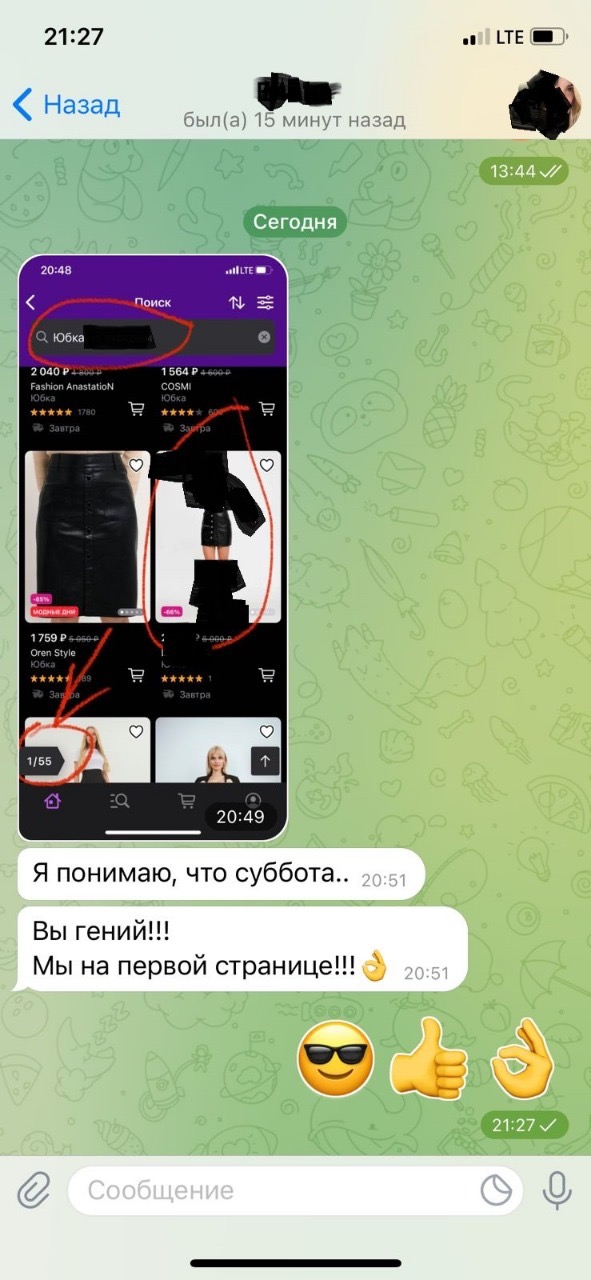 21:27
LTE
Назад
был(а) 15 минут назад
13:44
Сегодня
20:48
LTE
Поиск
Юбка
2 040 ₽ 4 800 ₽
Fashion AnastatioN
Юбка
1780
Завтра
1 564 ₽ 4 600 ₽
COSMI
Юбка
Завтра
-65%
МОДНЫЕ ДНИ
-66%
1 759 ₽ 5 050 ₽
Oren Style
Юбка
Завтра
₽ 6 000 ₽
1
Завтра
1/55
20:49
Я понимаю, что суббота.. 20:51
Вы гений!!!
Мы на первой странице!!!👌 20:51
😎👍👌
21:27
Сообщение